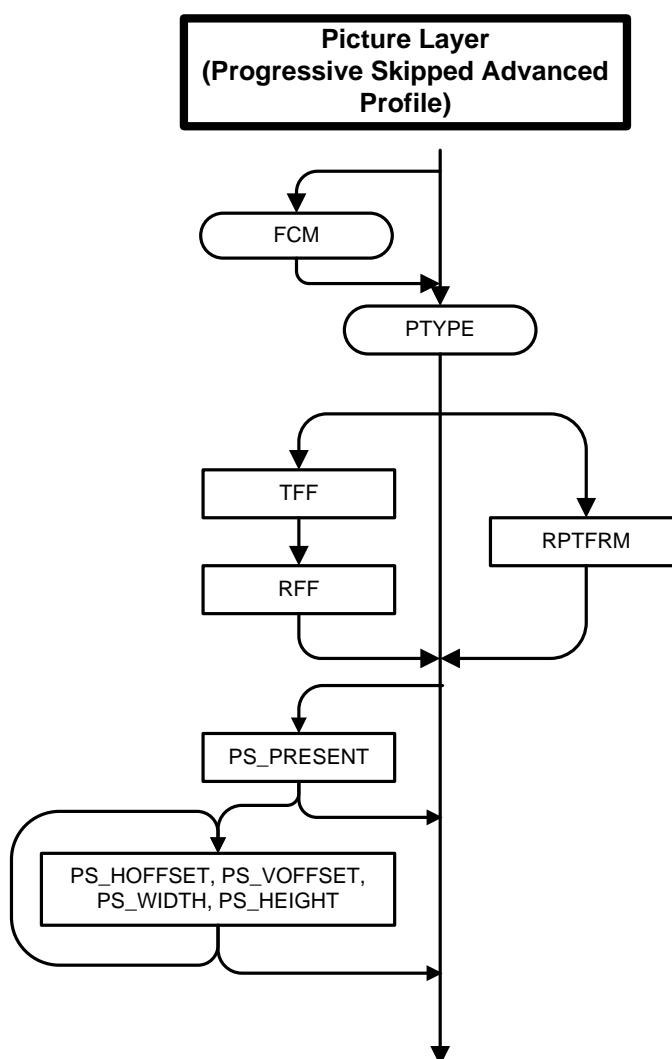 Picture Layer
(Progressive Skipped Advanced
Profile)
FCM
PTYPE
TFF
RPTFRM
RFF
PS_PRESENT
PS_HOFFSET, PS_VOFFSET,
PS_WIDTH, PS_HEIGHT